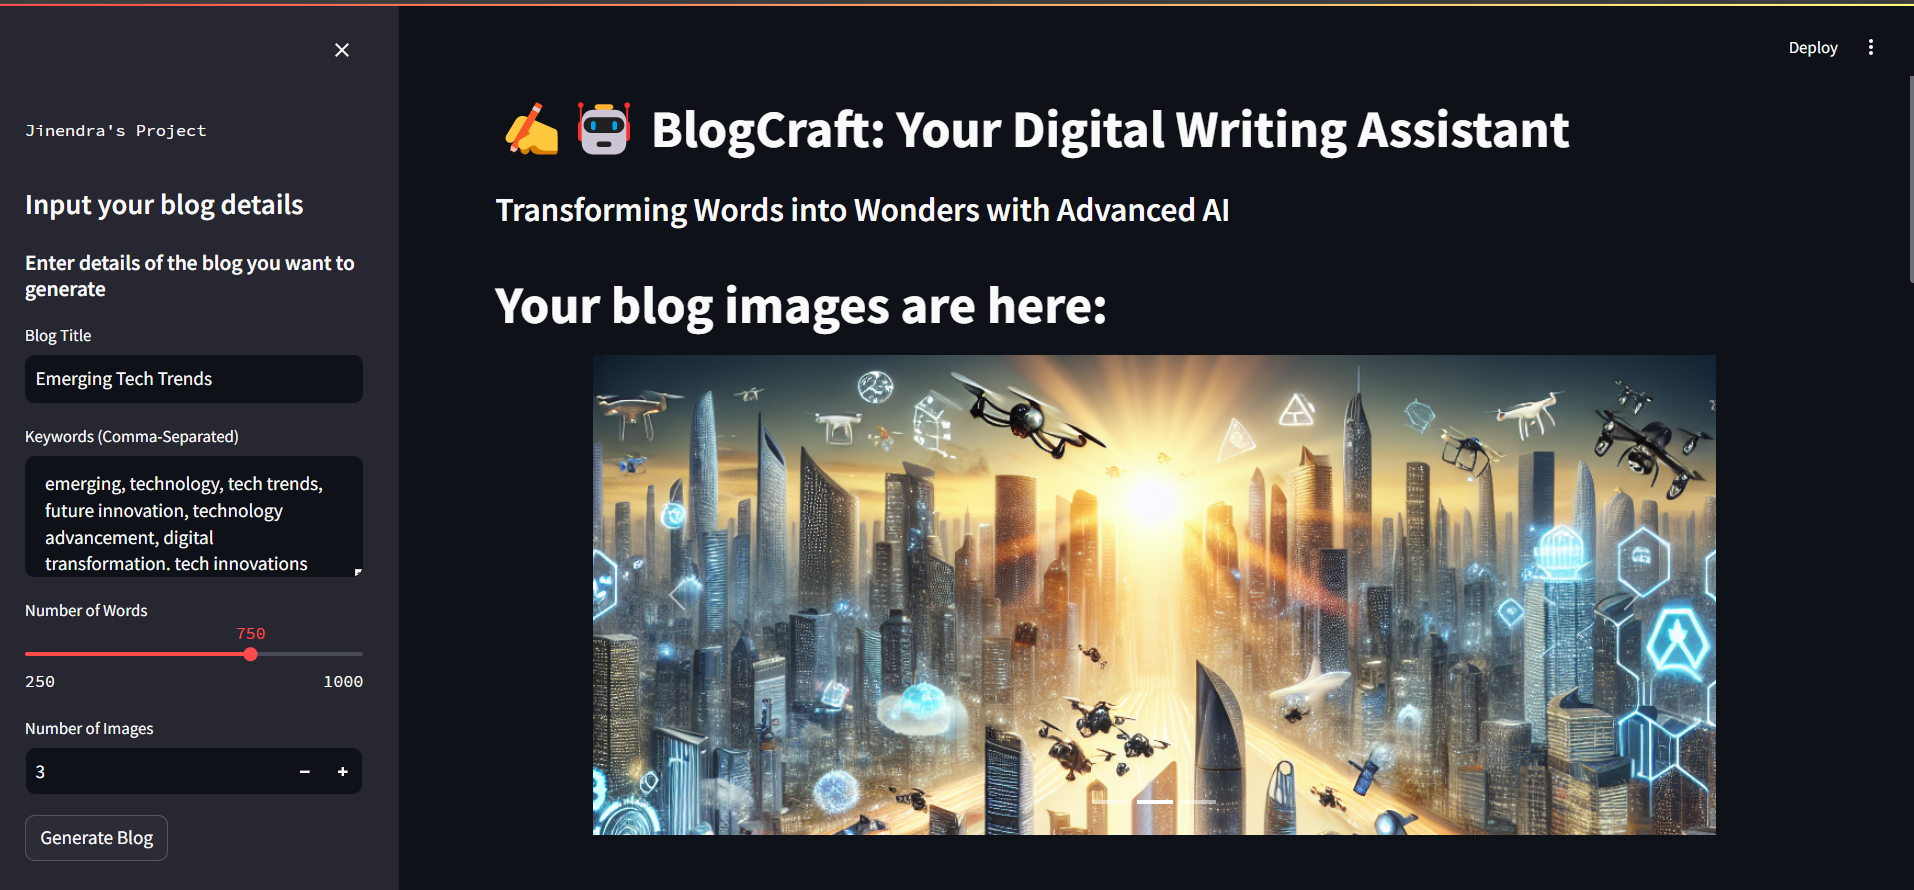 Deploy
Jinendra's Project
Input your blog details
Enter details of the blog you want to
generate
Blog Title
Emerging Tech Trends
Keywords (Comma-Separated)
emerging, technology, tech trends,
future innovation, technology
advancement, digital
transformation. tech innovations
Number of Words
750
250
1000
Number of Images
3
Generate Blog
BlogCraft: Your Digital Writing Assistant
Transforming Words into Wonders with Advanced AI
Your blog images are here: